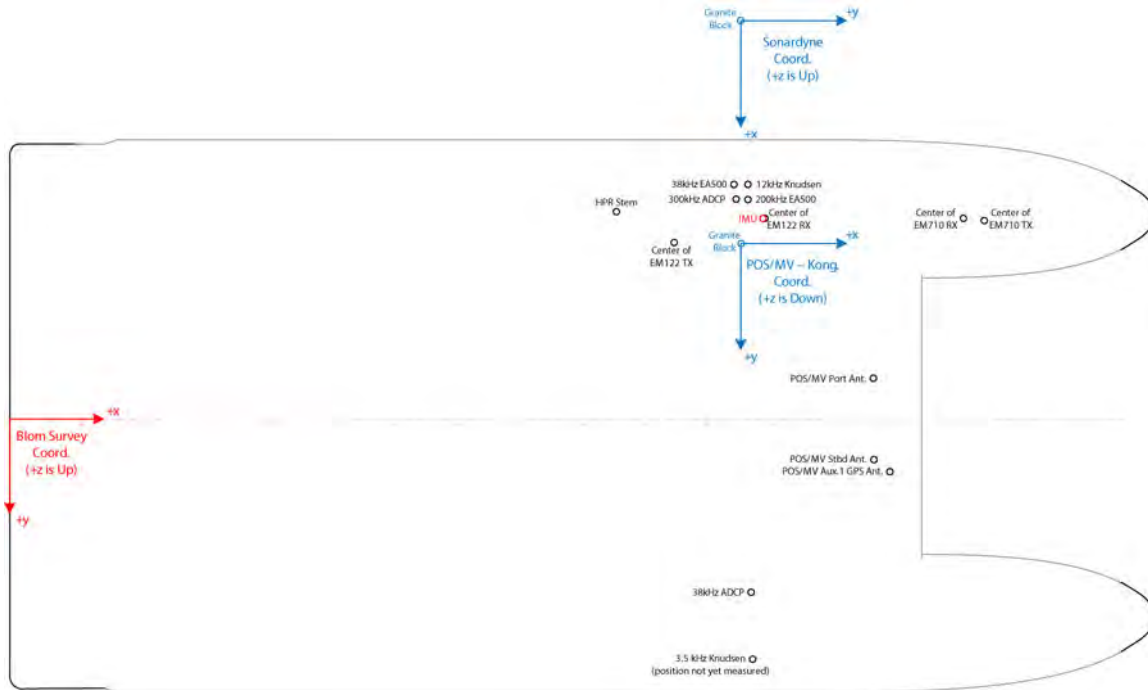 Granite
Block
+y
Sonardyne
Coord.
(+z is Up)
+x
38kHz EA500
12kHz Knudsen
300kHz ADCP
200kHz EA500
HPR Stem
IMU
Center of
EM122 RX
Center of
EM710 RX
Center of
EM710 TX
Granite
Block
+x
Center of
EM122 TX
POS/MV – Kong.
Coord.
(+z is Down)
+y
POS/MV Port Ant.
+x
Blom Survey
Coord.
(+z is Up)
+y
POS/MV Stbd Ant.
POS/MV Aux.1 GPS Ant.
38kHz ADCP
3.5 kHz Knudsen
(position not yet measured)